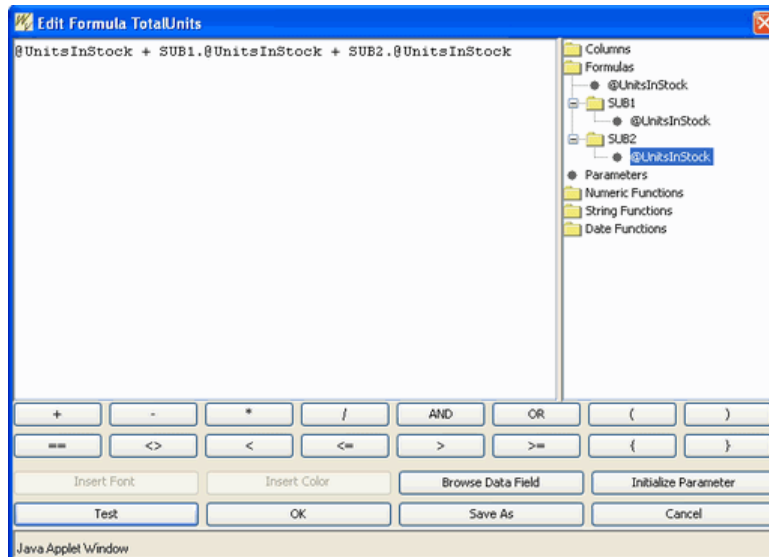 Edit Formula TotalUnits
@UnitsInStock + SUB1.@UnitsInStock + SUB2.@UnitsInStock
Columns
Formulas
@UnitsInStock
SUB1
@UnitsInStock
SUB2
@UnitsInStock
Parameters
Numeric Functions
String Functions
Date Functions
+ - * / AND OR ( )
== <> < <= > >= { }
Insert Font Insert Color Browse Data Field Initialize Parameter
Test OK Save As Cancel
Java Applet Window